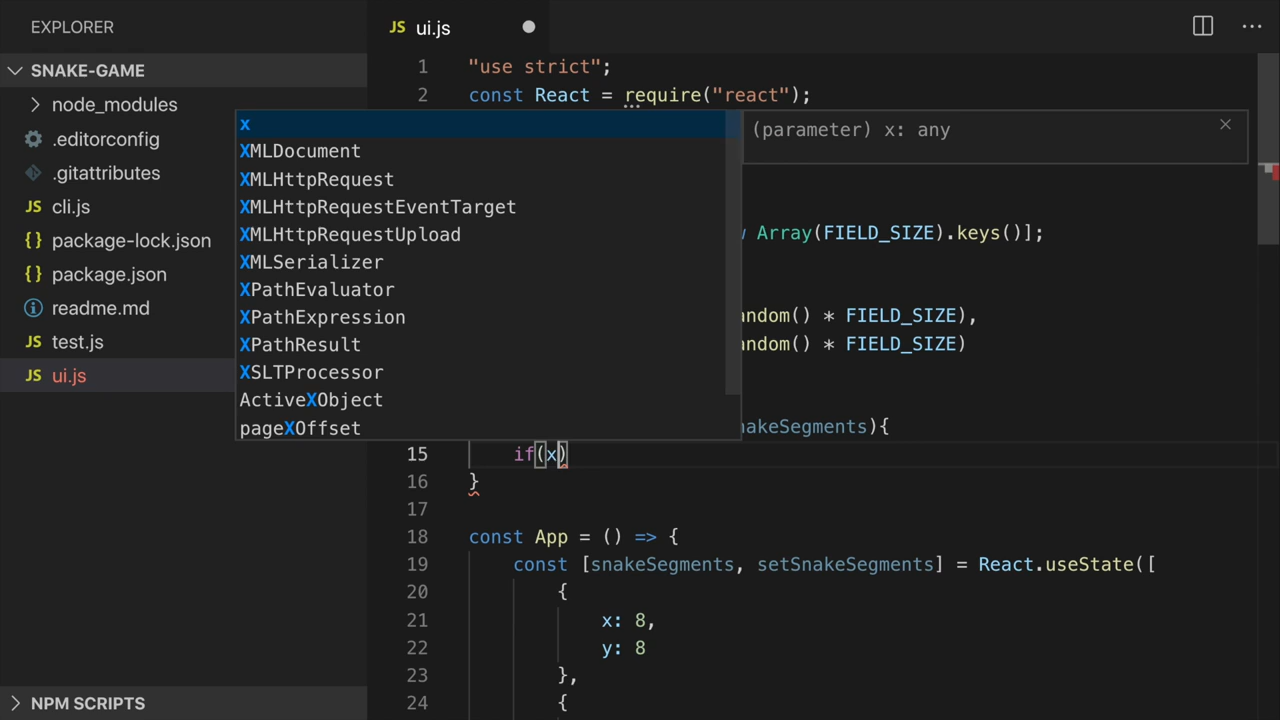 EXPLORER
SNAKE-GAME
node_modules
.editorconfig
.gitattributes
JS cli.js
{} package-lock.json
{} package.json
readme.md
JS test.js
JS ui.js
NPM SCRIPTS
JS ui.js
1 "use strict";
2 const React = require("react");
x
XMLDocument
XMLHttpRequest
XMLHttpRequestEventTarget
XMLHttpRequestUpload
XMLSerializer
XPathEvaluator
XPathExpression
XPathResult
XSLTProcessor
ActiveXObject
pageXOffset
(parameter) x: any
Array(FIELD_SIZE).keys()];
andom() * FIELD_SIZE),
andom() * FIELD_SIZE)
nakeSegments){
15 if(x)
16 }
17
18 const App = () => {
19 const [snakeSegments, setSnakeSegments] = React.useState([
20 {
21 x: 8,
22 y: 8
23 },
24 {